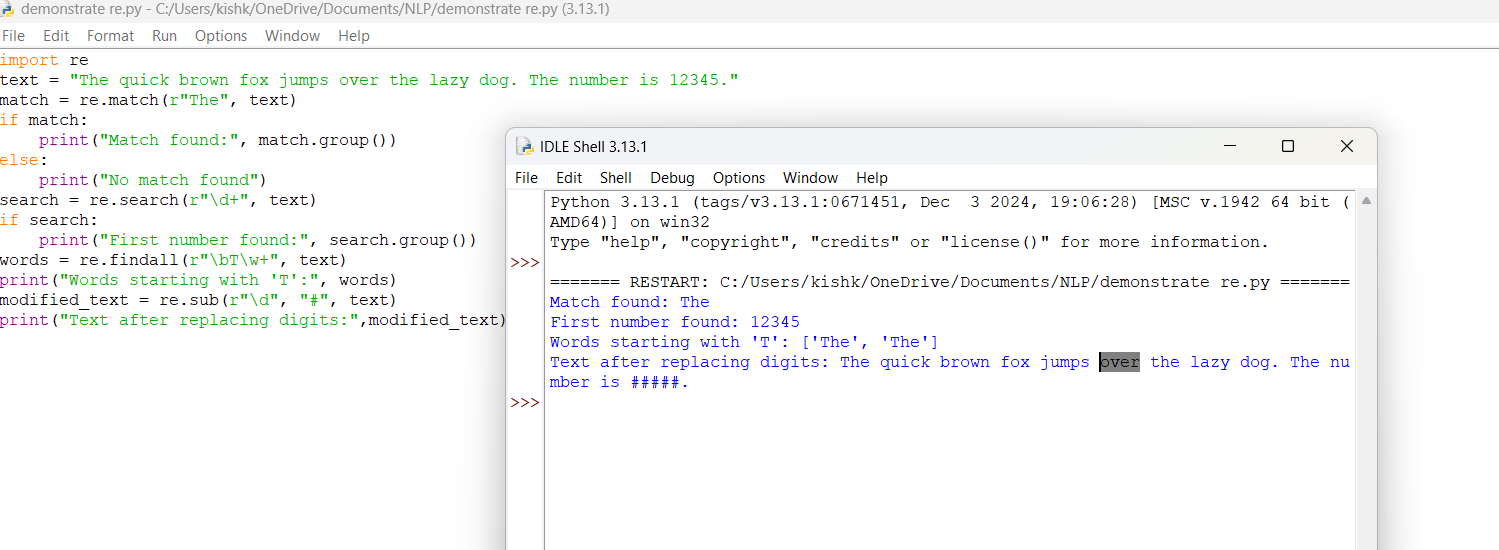 demonstrate re.py - C:/Users/kishk/OneDrive/Documents/NLP/demonstrate re.py (3.13.1)
File Edit Format Run Options Window Help
import re
text = "The quick brown fox jumps over the lazy dog. The number is 12345."
match = re.match(r"The", text)
if match:
    print("Match found:", match.group())
else:
    print("No match found")
search = re.search(r"\d+", text)
if search:
    print("First number found:", search.group())
words = re.findall(r"\bT\w+", text)
print("Words starting with 'T':", words)
modified_text = re.sub(r"\d", "#", text)
print("Text after replacing digits:",modified_text)
IDLE Shell 3.13.1
File Edit Shell Debug Options Window Help
Python 3.13.1 (tags/v3.13.1:0671451, Dec  3 2024, 19:06:28) [MSC v.1942 64 bit (
AMD64)] on win32
Type "help", "copyright", "credits" or "license()" for more information.
>>>
======= RESTART: C:/Users/kishk/OneDrive/Documents/NLP/demonstrate re.py =======
Match found: The
First number found: 12345
Words starting with 'T': ['The', 'The']
Text after replacing digits: The quick brown fox jumps over the lazy dog. The nu
mber is #####.
>>>